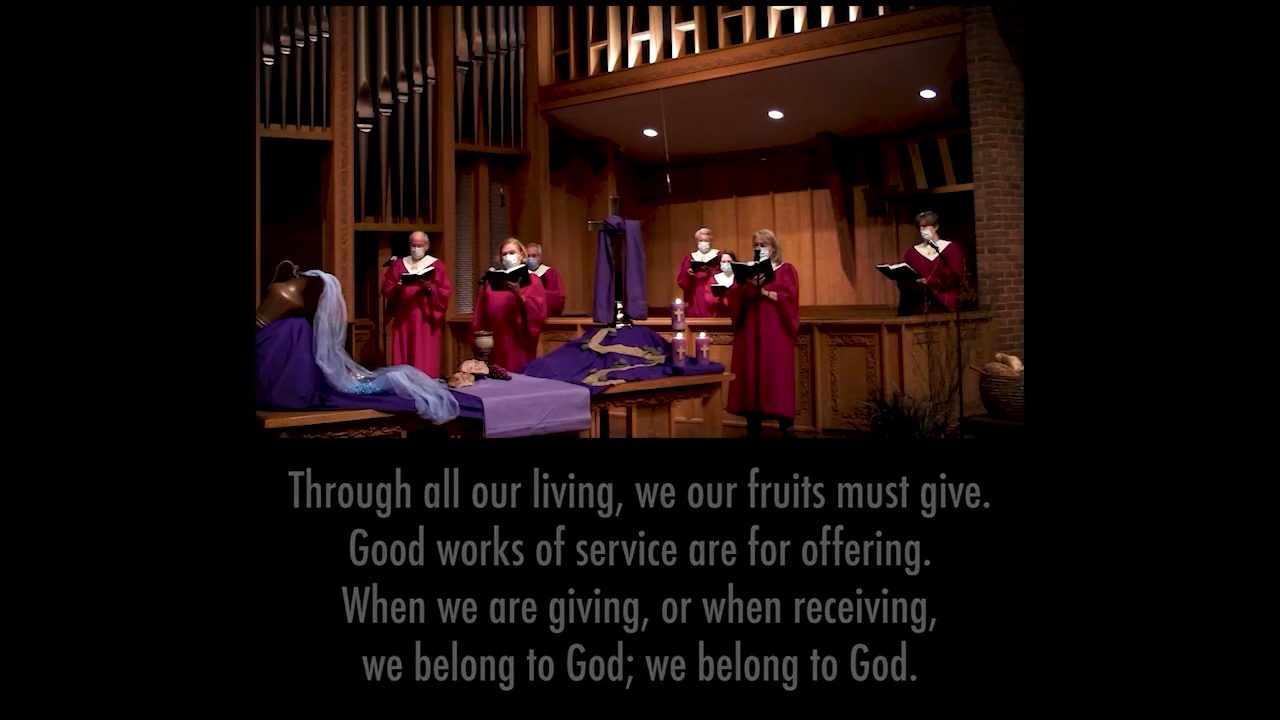 Through all our living, we our fruits must give.
Good works of service are for offering.
When we are giving, or when receiving,
we belong to God; we belong to God.